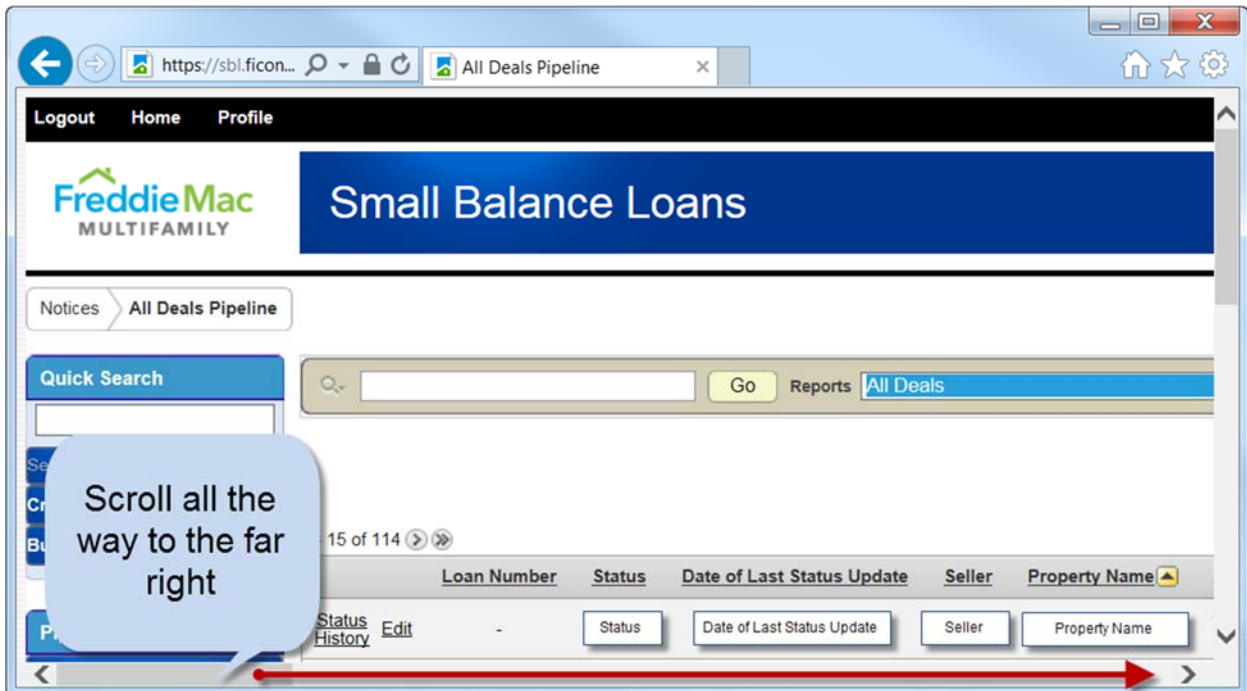 https://sbl.ficon...
All Deals Pipeline
Logout Home Profile
Freddie Mac
MULTIFAMILY
Small Balance Loans
Notices All Deals Pipeline
Quick Search
Go Reports All Deals
Scroll all the
way to the far
right
15 of 114
Loan Number Status Date of Last Status Update Seller Property Name
Status
History Edit - Status Date of Last Status Update Seller Property Name